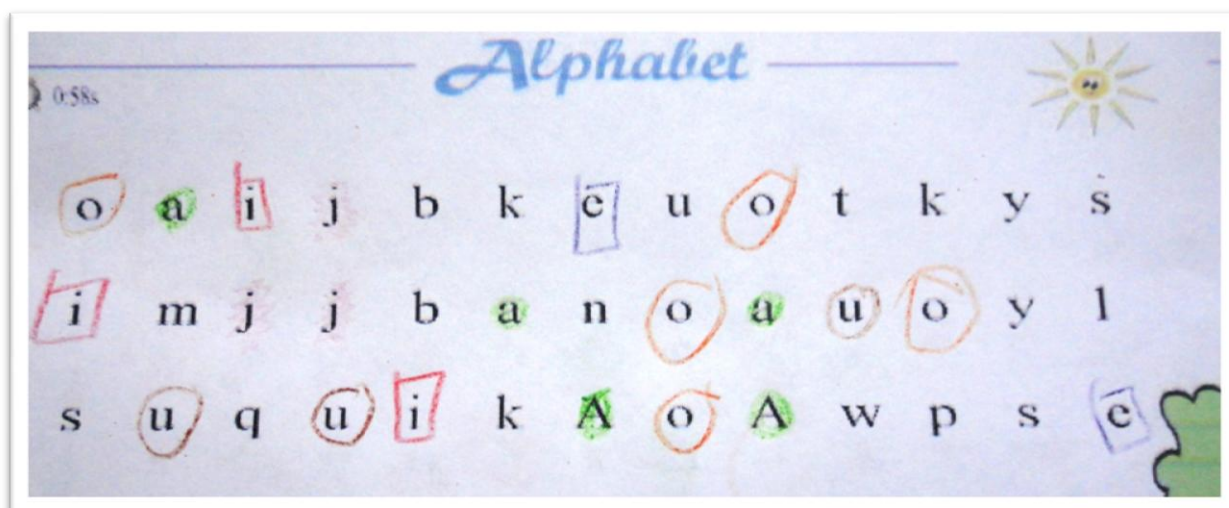 Alphabet
0:58s
o a i j b k e u o t k y s
i m j j b a n o a u o y l
s u q u i k A o A w p s e